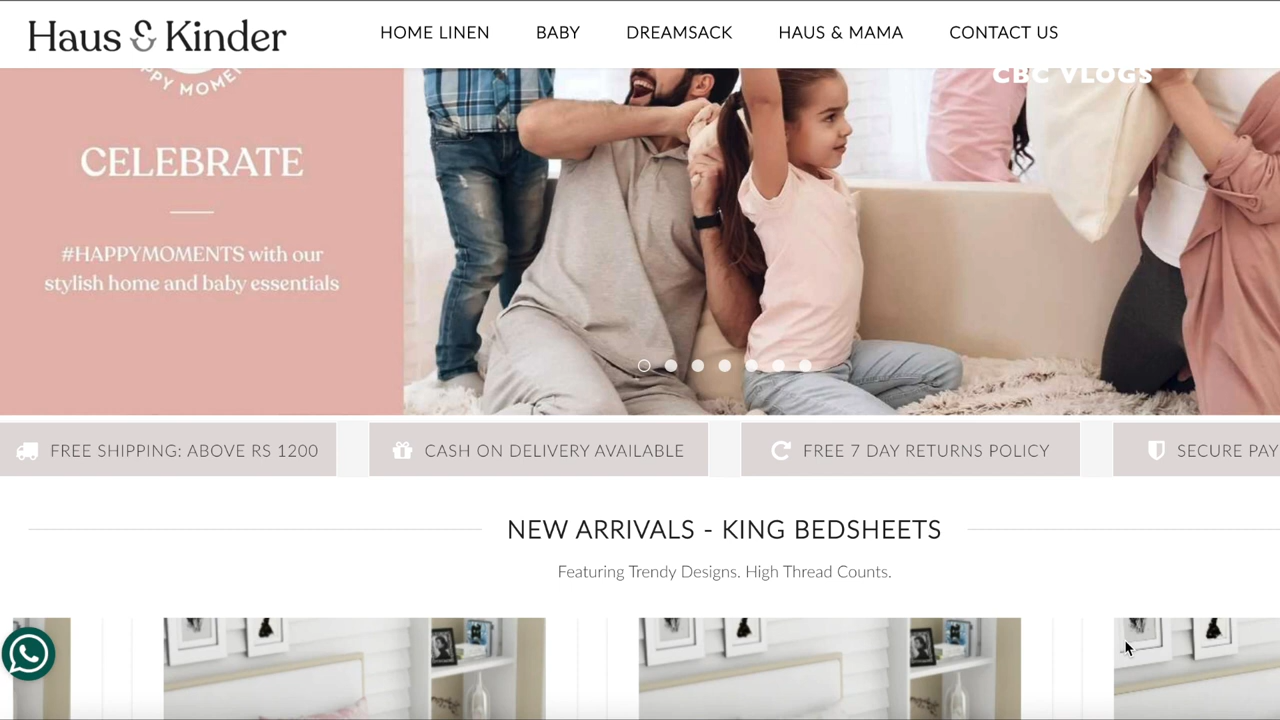 Haus & Kinder
HOME LINEN
BABY
DREAMSACK
HAUS & MAMA
CONTACT US
CBC VLOGS
CELEBRATE
#HAPPYMOMENTS with our
stylish home and baby essentials
FREE SHIPPING: ABOVE RS 1200
CASH ON DELIVERY AVAILABLE
FREE 7 DAY RETURNS POLICY
SECURE PAY
NEW ARRIVALS - KING BEDSHEETS
Featuring Trendy Designs. High Thread Counts.